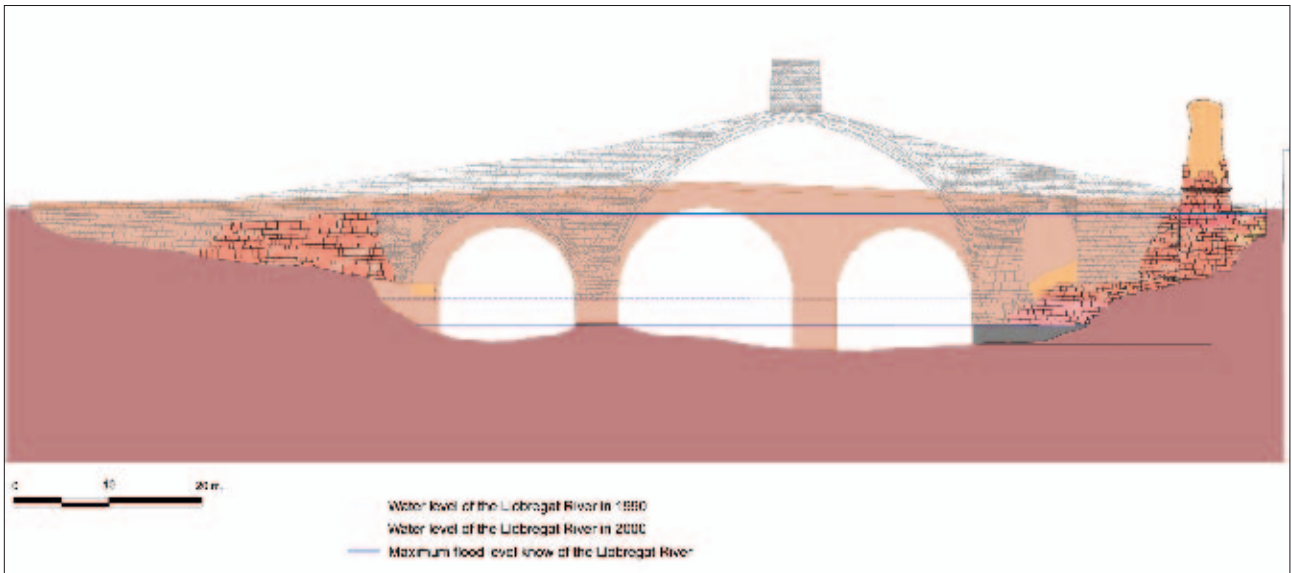 0 10 20 m.
Water level of the Llobregat River in 1990
Water level of the Llobregat River in 2000
Maximum flood level know of the Llobregat River